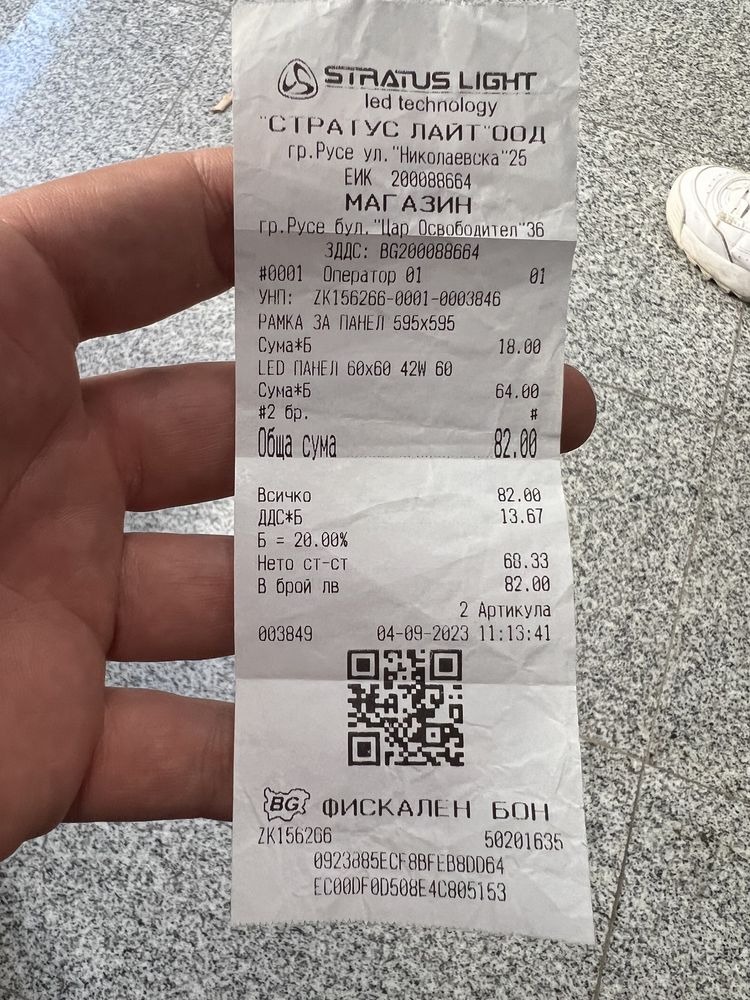 STRATUS LIGHT
led technology
"СТРАТУС ЛАЙТ"ООД
гр.Русе ул."Николаевска"25
ЕИК 200088664
МАГАЗИН
гр.Русе бул."Цар Освободител"36
ЗДДС: BG200088664
#0001 Оператор 01 01
УНП: ZK156266-0001-0003846
РАМКА ЗА ПАНЕЛ 595x595
Сума*Б 18.00
LED ПАНЕЛ 60x60 42W 60
Сума*Б 64.00
#2 бр. #
Обща сума 82.00
Всичко 82.00
ДДС*Б 13.67
Б = 20.00%
Нето ст-ст 68.33
В брой лв 82.00
2 Артикула
003849 04-09-2023 11:13:41
BG ФИСКАЛЕН БОН
ZK156266 50201635
0923885ECF8BFEB8DD64
EC00DF0D508E4C805153